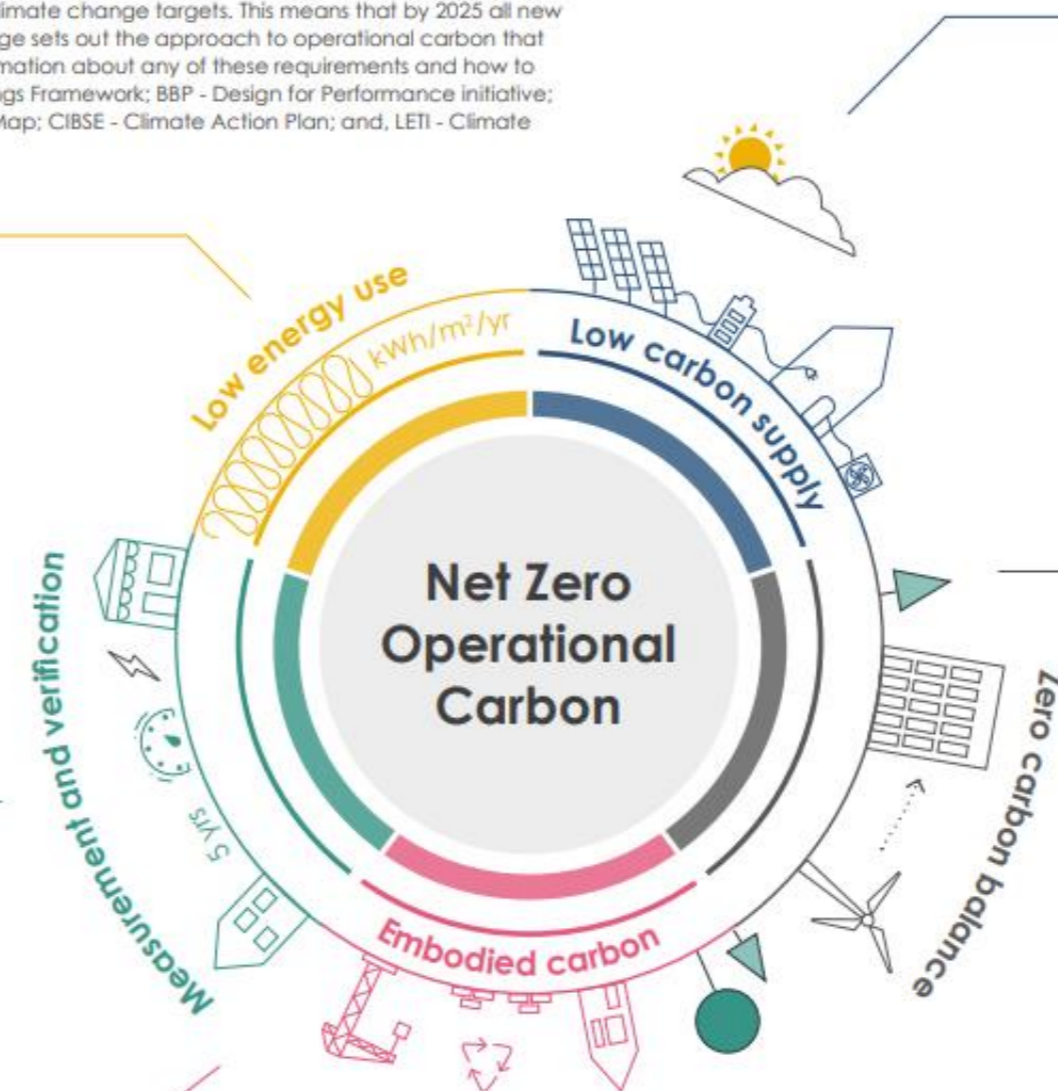 limate change targets. This means that by 2025 all new
ge sets out the approach to operational carbon that
mation about any of these requirements and how to
ngs Framework; BBP - Design for Performance initiative;
Map; CIBSE - Climate Action Plan; and, LETI - Climate
Low energy use
kWh/m²/yr
Low carbon supply
Net Zero
Operational
Carbon
Zero carbon balance
Embodied carbon
Measurement and verification
5 yrs